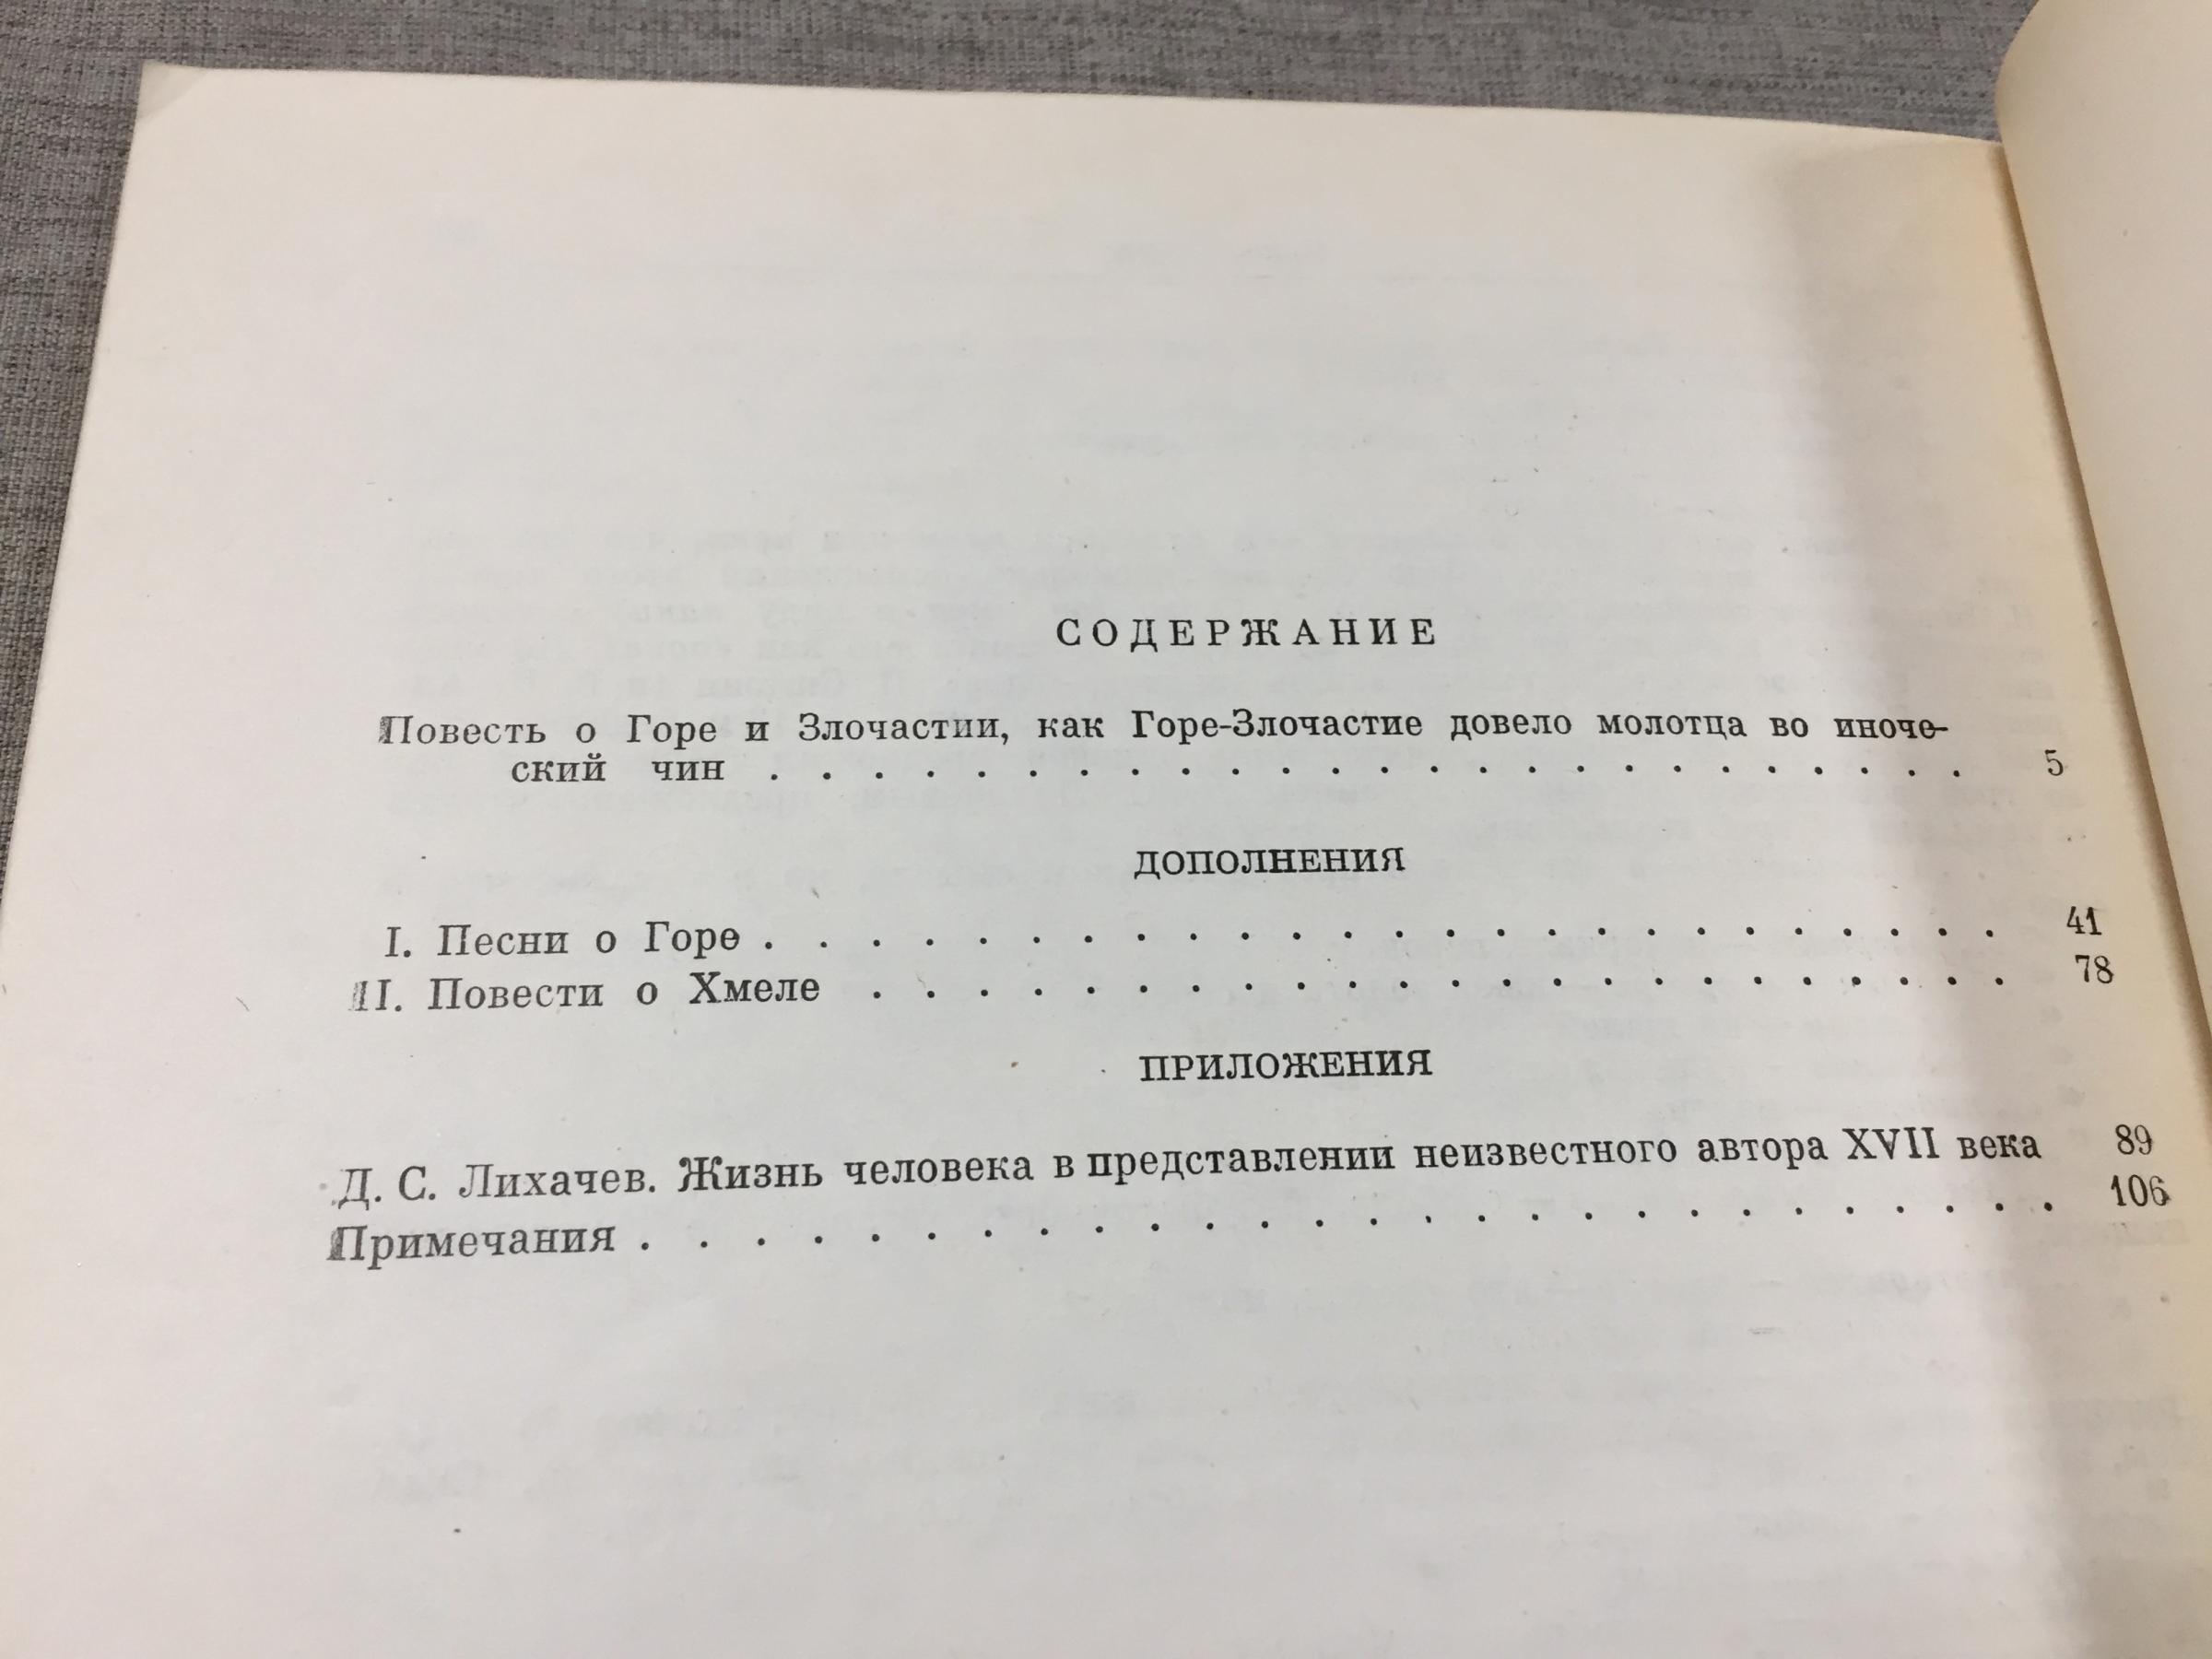 СОДЕРЖАНИЕ
Повесть о Горе и Злочастии, как Горе-Злочастие довело молотца во иноче-
ский чин . . . . . . . . . . . . . . . . . . . . . . . . 5
ДОПОЛНЕНИЯ
I. Песни о Горе . . . . . . . . . . . . . . . . . . . . . . . . 41
II. Повести о Хмеле . . . . . . . . . . . . . . . . . . . . . . 78
ПРИЛОЖЕНИЯ
Д. С. Лихачев. Жизнь человека в представлении неизвестного автора XVII века 89
Примечания . . . . . . . . . . . . . . . . . . . . . . . . . . 106